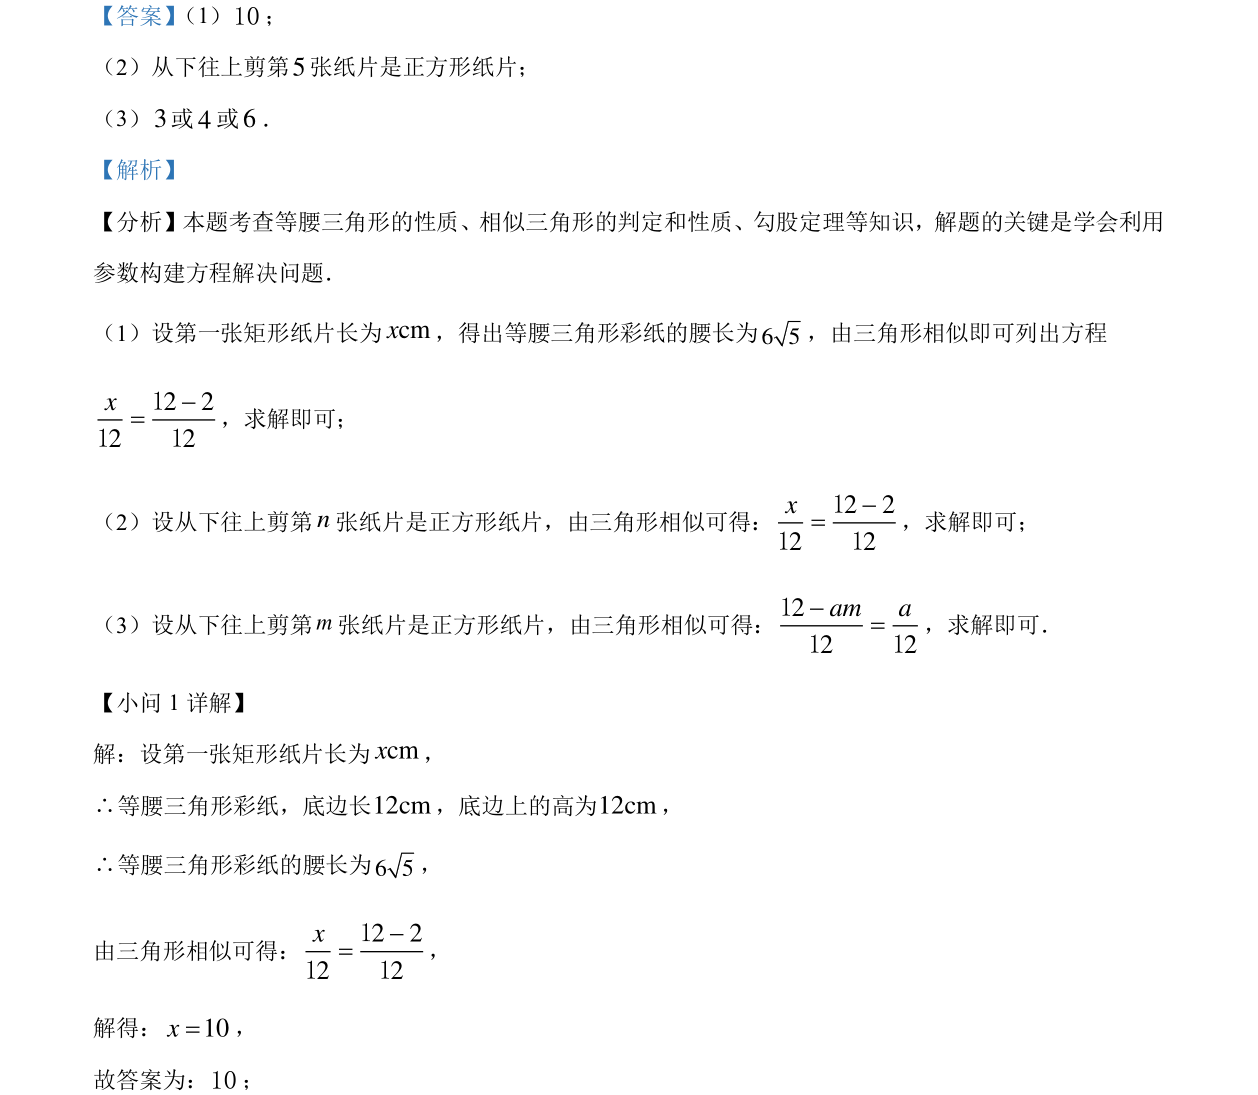 【答案】（1）10；
（2）从下往上剪第5张纸片是正方形纸片；
（3）3或4或6．
【解析】
【分析】本题考查等腰三角形的性质、相似三角形的判定和性质、勾股定理等知识，解题的关键是学会利用
参数构建方程解决问题．
（1）设第一张矩形纸片长为xcm，得出等腰三角形彩纸的腰长为6√5，由三角形相似即可列出方程
x/12=(12−2)/12，求解即可；
（2）设从下往上剪第n张纸片是正方形纸片，由三角形相似可得：x/12=(12−2)/12，求解即可；
（3）设从下往上剪第m张纸片是正方形纸片，由三角形相似可得：(12−am)/12=a/12，求解即可．
【小问1详解】
解：设第一张矩形纸片长为xcm，
∴等腰三角形彩纸，底边长12cm，底边上的高为12cm，
∴等腰三角形彩纸的腰长为6√5，
由三角形相似可得：x/12=(12−2)/12，
解得：x=10，
故答案为：10；